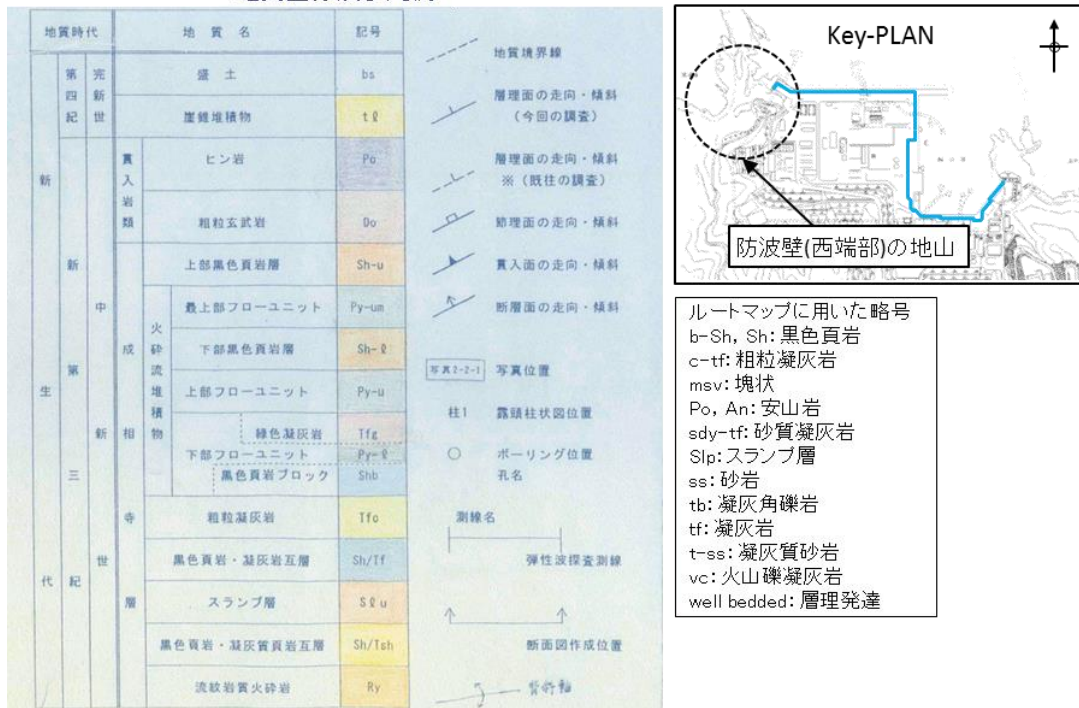 地質時代 地質名 記号
新生代
第四紀 完新世
盛土 bs
崖錐堆積物 tℓ
新第三紀 中新世
貫入岩類
ヒン岩 Po
粗粒玄武岩 Do
成相寺層
上部黒色頁岩層 Sh-u
火砕流堆積物
最上部フローユニット Py-um
下部黒色頁岩層 Sh-ℓ
上部フローユニット Py-u
緑色凝灰岩 Tfg
下部フローユニット Py-ℓ
黒色頁岩ブロック Shb
粗粒凝灰岩 Tfc
黒色頁岩・凝灰岩互層 Sh/Tf
スランプ層 Sℓu
黒色頁岩・凝灰質頁岩互層 Sh/Tsh
流紋岩質火砕岩 Ry
地質境界線
層理面の走向・傾斜
(今回の調査)
層理面の走向・傾斜
※(既往の調査)
節理面の走向・傾斜
貫入面の走向・傾斜
断層面の走向・傾斜
写真2-2-1 写真位置
柱1 露頭柱状図位置
ボーリング位置
孔名
測線名
弾性波探査測線
断面図作成位置
背斜軸
Key-PLAN
防波壁(西端部)の地山
ルートマップに用いた略号
b-Sh, Sh:黒色頁岩
c-tf:粗粒凝灰岩
msv:塊状
Po, An:安山岩
sdy-tf:砂質凝灰岩
Slp:スランプ層
ss:砂岩
tb:凝灰角礫岩
tf:凝灰岩
t-ss:凝灰質砂岩
vc:火山礫凝灰岩
well bedded:層理発達